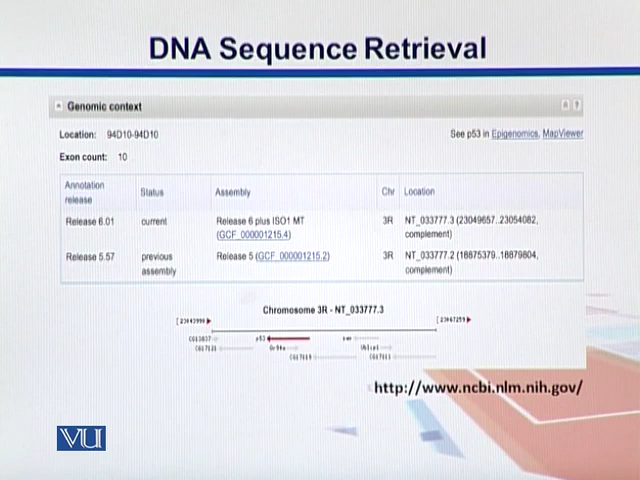 DNA Sequence Retrieval
Genomic context
Location: 94D10-94D10
See p53 in Epigenomics, MapViewer
Exon count: 10
Annotation release Status Assembly Chr Location
Release 6.01 current Release 6 plus ISO1 MT (GCF_000001215.4) 3R NT_033777.3 (23049657..23054082, complement)
Release 5.57 previous assembly Release 5 (GCF_000001215.2) 3R NT_033777.2 (18875379..18879804, complement)
Chromosome 3R - NT_033777.3
p53
http://www.ncbi.nlm.nih.gov/
VU